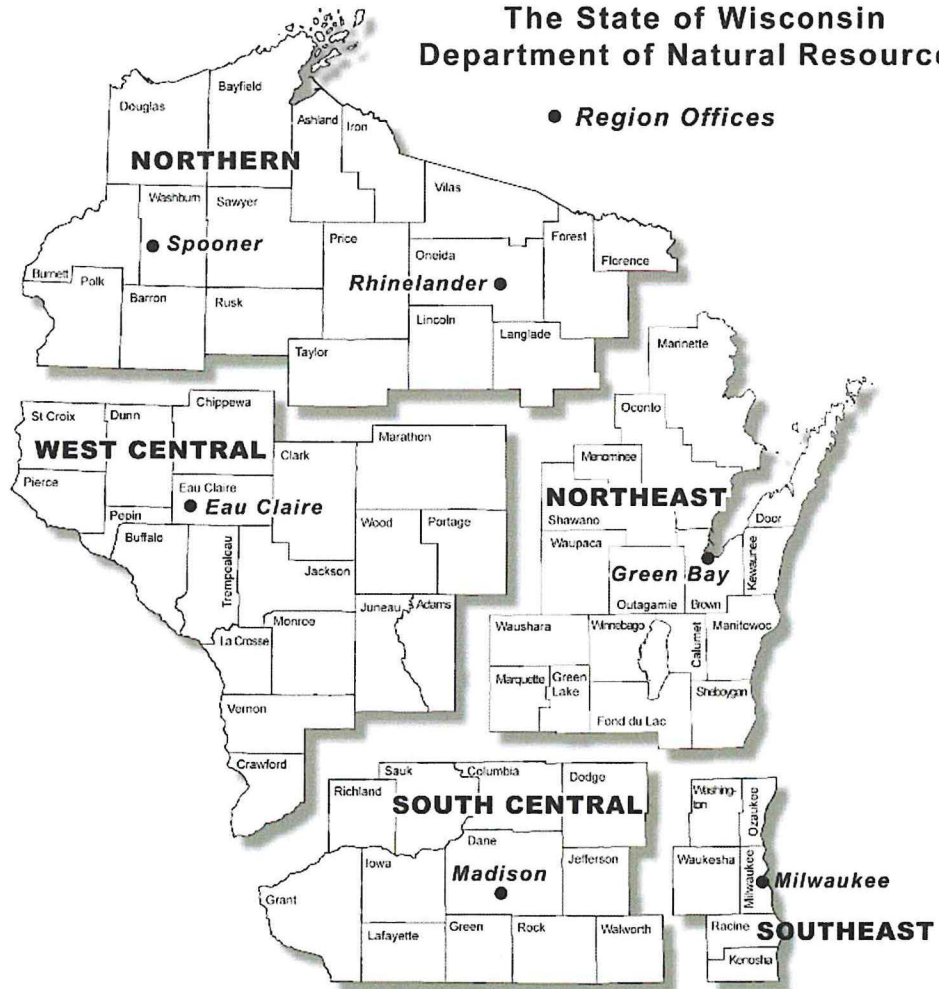 The State of Wisconsin
Department of Natural Resourc
Region Offices
Douglas
Bayfield
Ashland
Iron
NORTHERN
Vilas
Washburn
Sawyer
Price
Forest
Spooner
Oneida
Florence
Burnett
Polk
Rhinelander
Barron
Rusk
Lincoln
Langlade
Taylor
Marinette
St Croix
Dunn
Chippewa
Oconto
Marathon
WEST CENTRAL
Clark
Menominee
Pierce
Eau Claire
Eau Claire
NORTHEAST
Pepin
Wood
Portage
Shawano
Door
Buffalo
Waupaca
Trempealeau
Jackson
Green Bay
Kewaunee
Juneau
Adams
Outagamie
Brown
Monroe
Waushara
Winnebago
Calumet
Manitowoc
La Crosse
Marquette
Green
Lake
Sheboygan
Vernon
Fond du Lac
Crawford
Sauk
Columbia
Dodge
Richland
SOUTH CENTRAL
Washing-
ton
Ozaukee
Dane
Iowa
Jefferson
Waukesha
Milwaukee
Madison
Milwaukee
Grant
Lafayette
Green
Rock
Walworth
Racine
SOUTHEAST
Kenosha